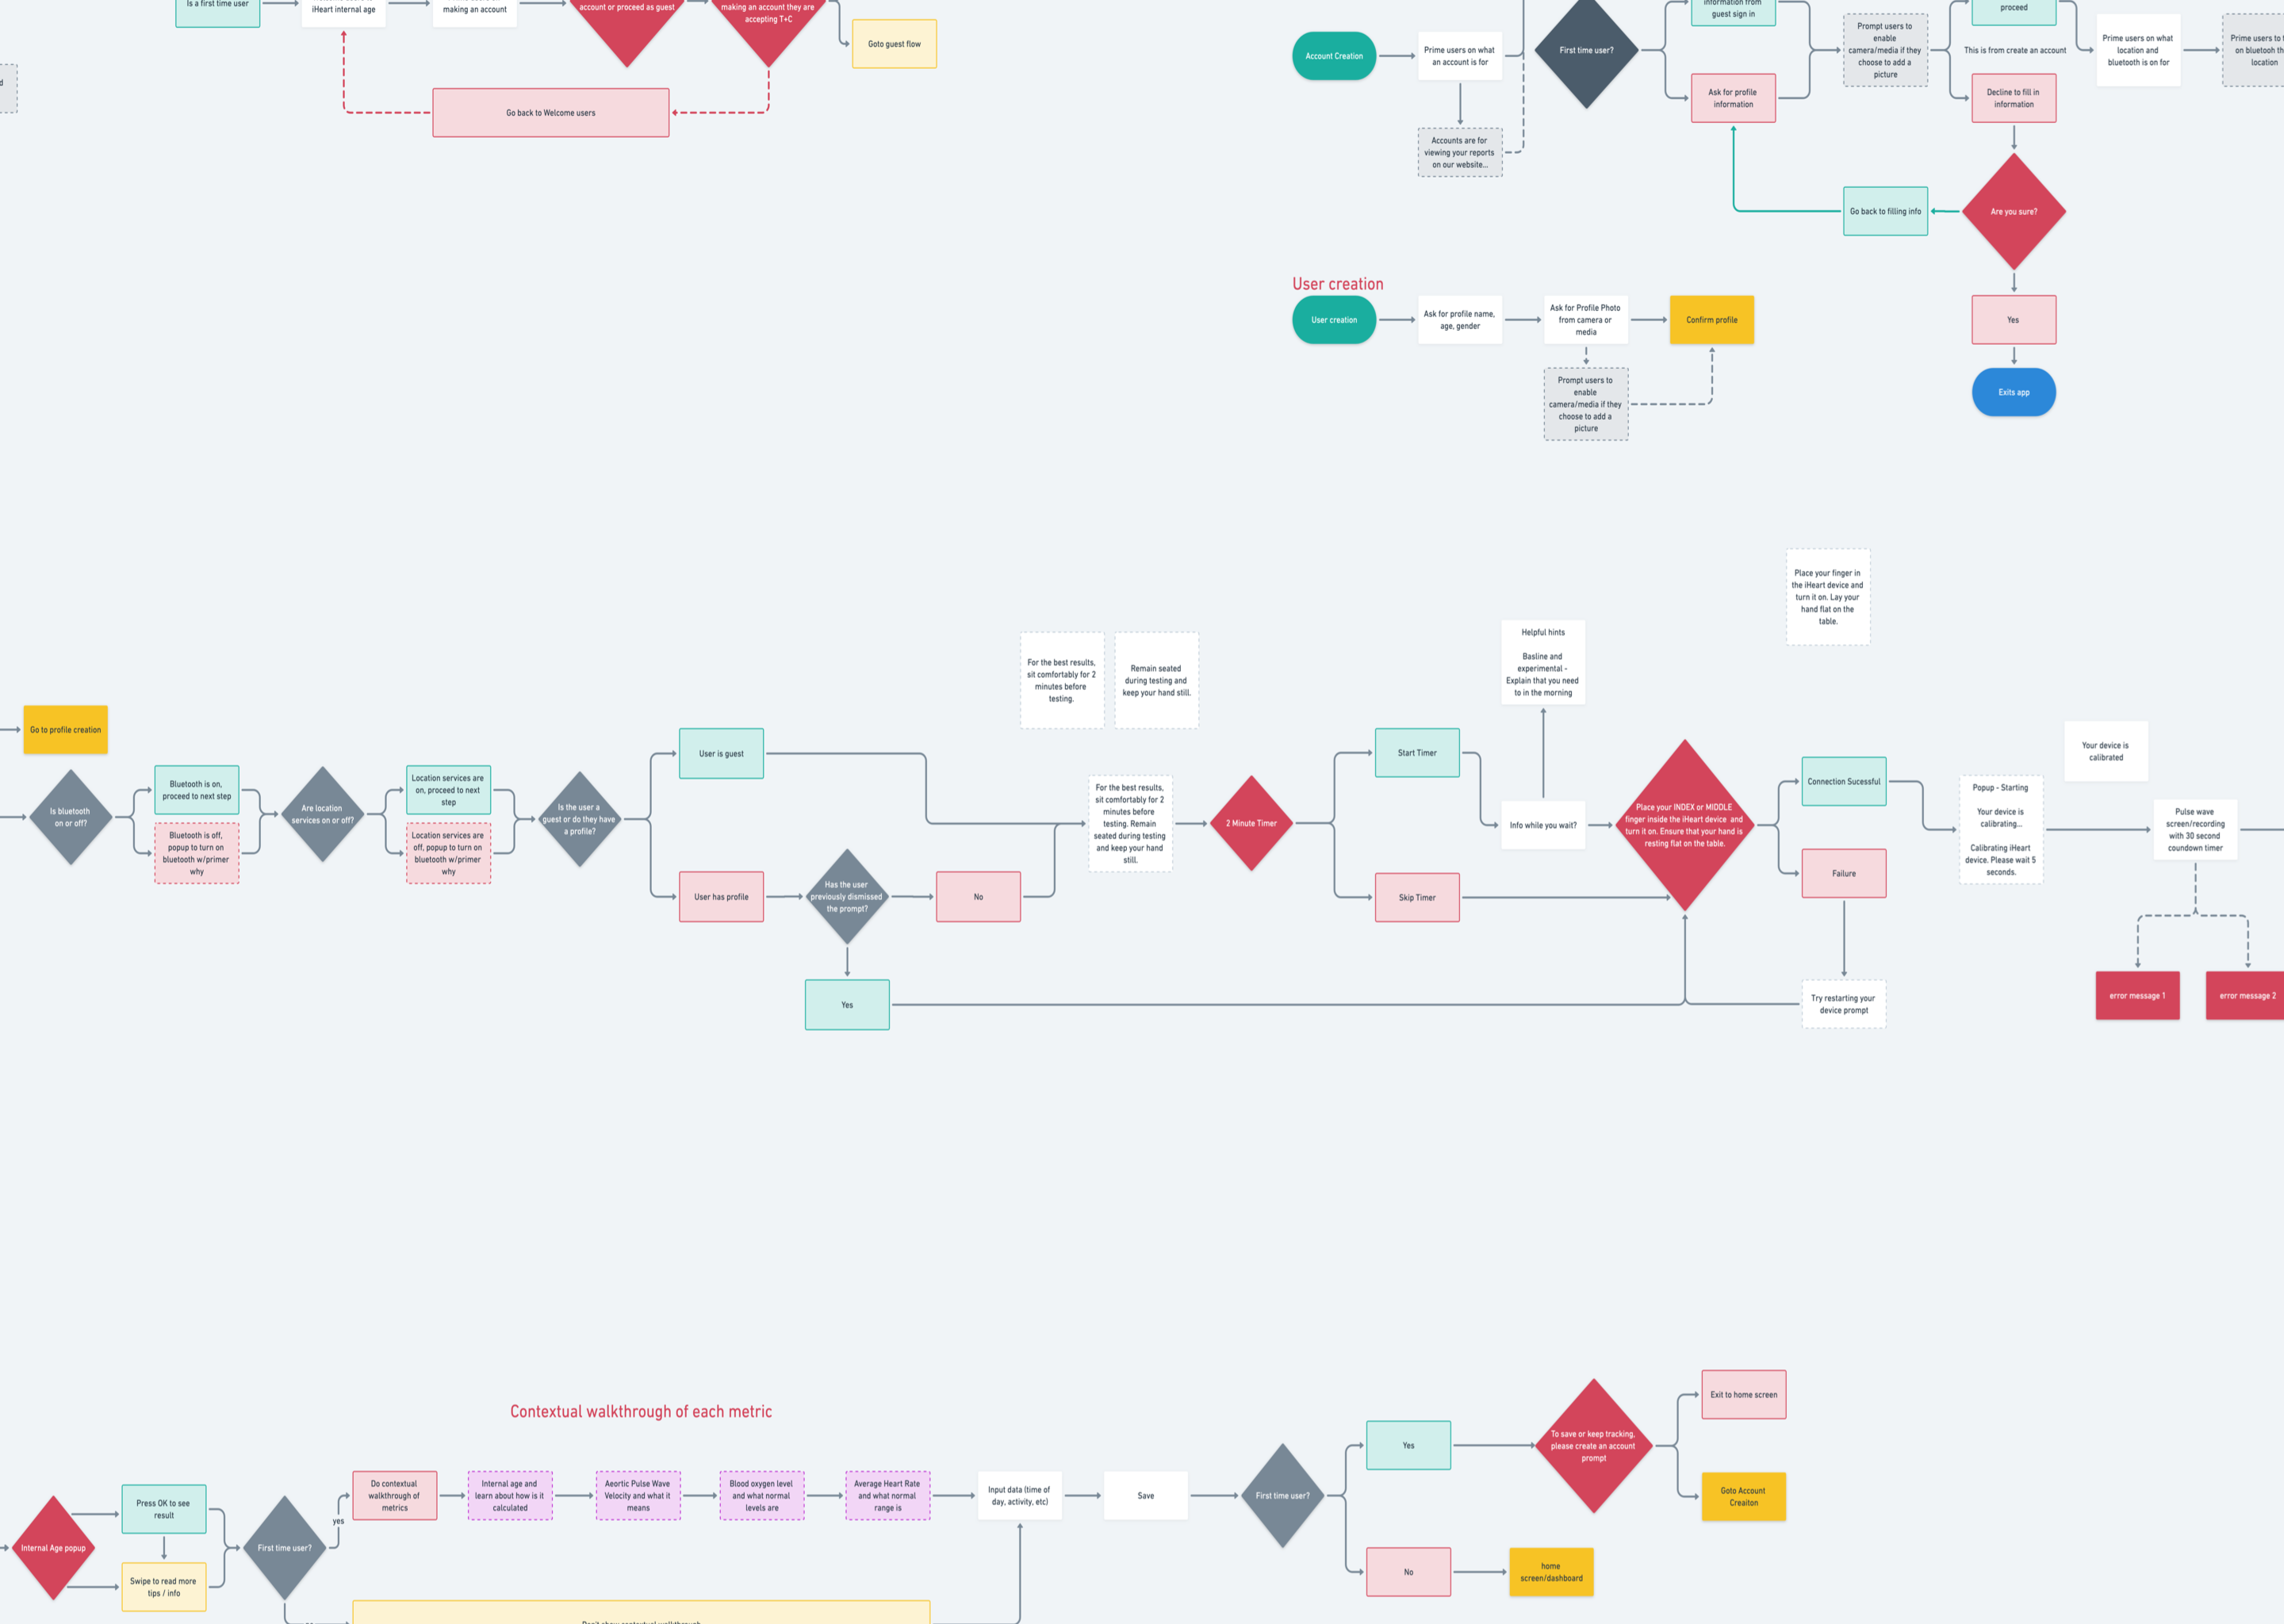 Is a first time user
iHeart internal age
making an account
account or proceed as guest
making an account they are
accepting T+C
Goto guest flow
Go back to Welcome users
d
Account Creation
Prime users on what
an account is for
Accounts are for
viewing your reports
on our website...
First time user?
information from
guest sign in
Ask for profile
information
Prompt users to
enable
camera/media if they
choose to add a
picture
proceed
This is from create an account
Decline to fill in
information
Prime users on what
location and
bluetooth is on for
Prime users to
on bluetooh
location
Go back to filling info
Are you sure?
Yes
Exits app
User creation
User creation
Ask for profile name,
age, gender
Ask for Profile Photo
from camera or
media
Confirm profile
Prompt users to
enable
camera/media if they
choose to add a
picture
Go to profile creation
Is bluetooth
on or off?
Bluetooth is on,
proceed to next step
Bluetooth is off,
popup to turn on
bluetooth w/primer
why
Are location
services on or off?
Location services are
on, proceed to next
step
Location services are
off, popup to turn on
bluetooth w/primer
why
Is the user a
guest or do they have
a profile?
User is guest
User has profile
Has the user
previously dismissed
the prompt?
No
Yes
For the best results,
sit comfortably for 2
minutes before
testing.
Remain seated
during testing and
keep your hand still.
For the best results,
sit comfortably for 2
minutes before
testing. Remain
seated during testing
and keep your hand
still.
2 Minute Timer
Start Timer
Skip Timer
Helpful hints
Basline and
experimental -
Explain that you need
to in the morning
Info while you wait?
Place your INDEX or MIDDLE
finger inside the iHeart device and
turn it on. Ensure that your hand is
resting flat on the table.
Place your finger in
the iHeart device and
turn it on. Lay your
hand flat on the
table.
Connection Sucessful
Failure
Try restarting your
device prompt
Popup - Starting
Your device is
calibrating...
Calibrating iHeart
device. Please wait 5
seconds.
Your device is
calibrated
Pulse wave
screen/recording
with 30 second
coundown timer
error message 1
error message 2
Contextual walkthrough of each metric
Internal Age popup
Press OK to see
result
Swipe to read more
tips / info
First time user?
yes
Do contextual
walkthrough of
metrics
Internal age and
learn about how is it
calculated
Aeortic Pulse Wave
Velocity and what it
means
Blood oxygen level
and what normal
levels are
Average Heart Rate
and what normal
range is
Input data (time of
day, activity, etc)
Save
First time user?
Yes
No
To save or keep tracking,
please create an account
prompt
Exit to home screen
Goto Account
Creaiton
home
screen/dashboard